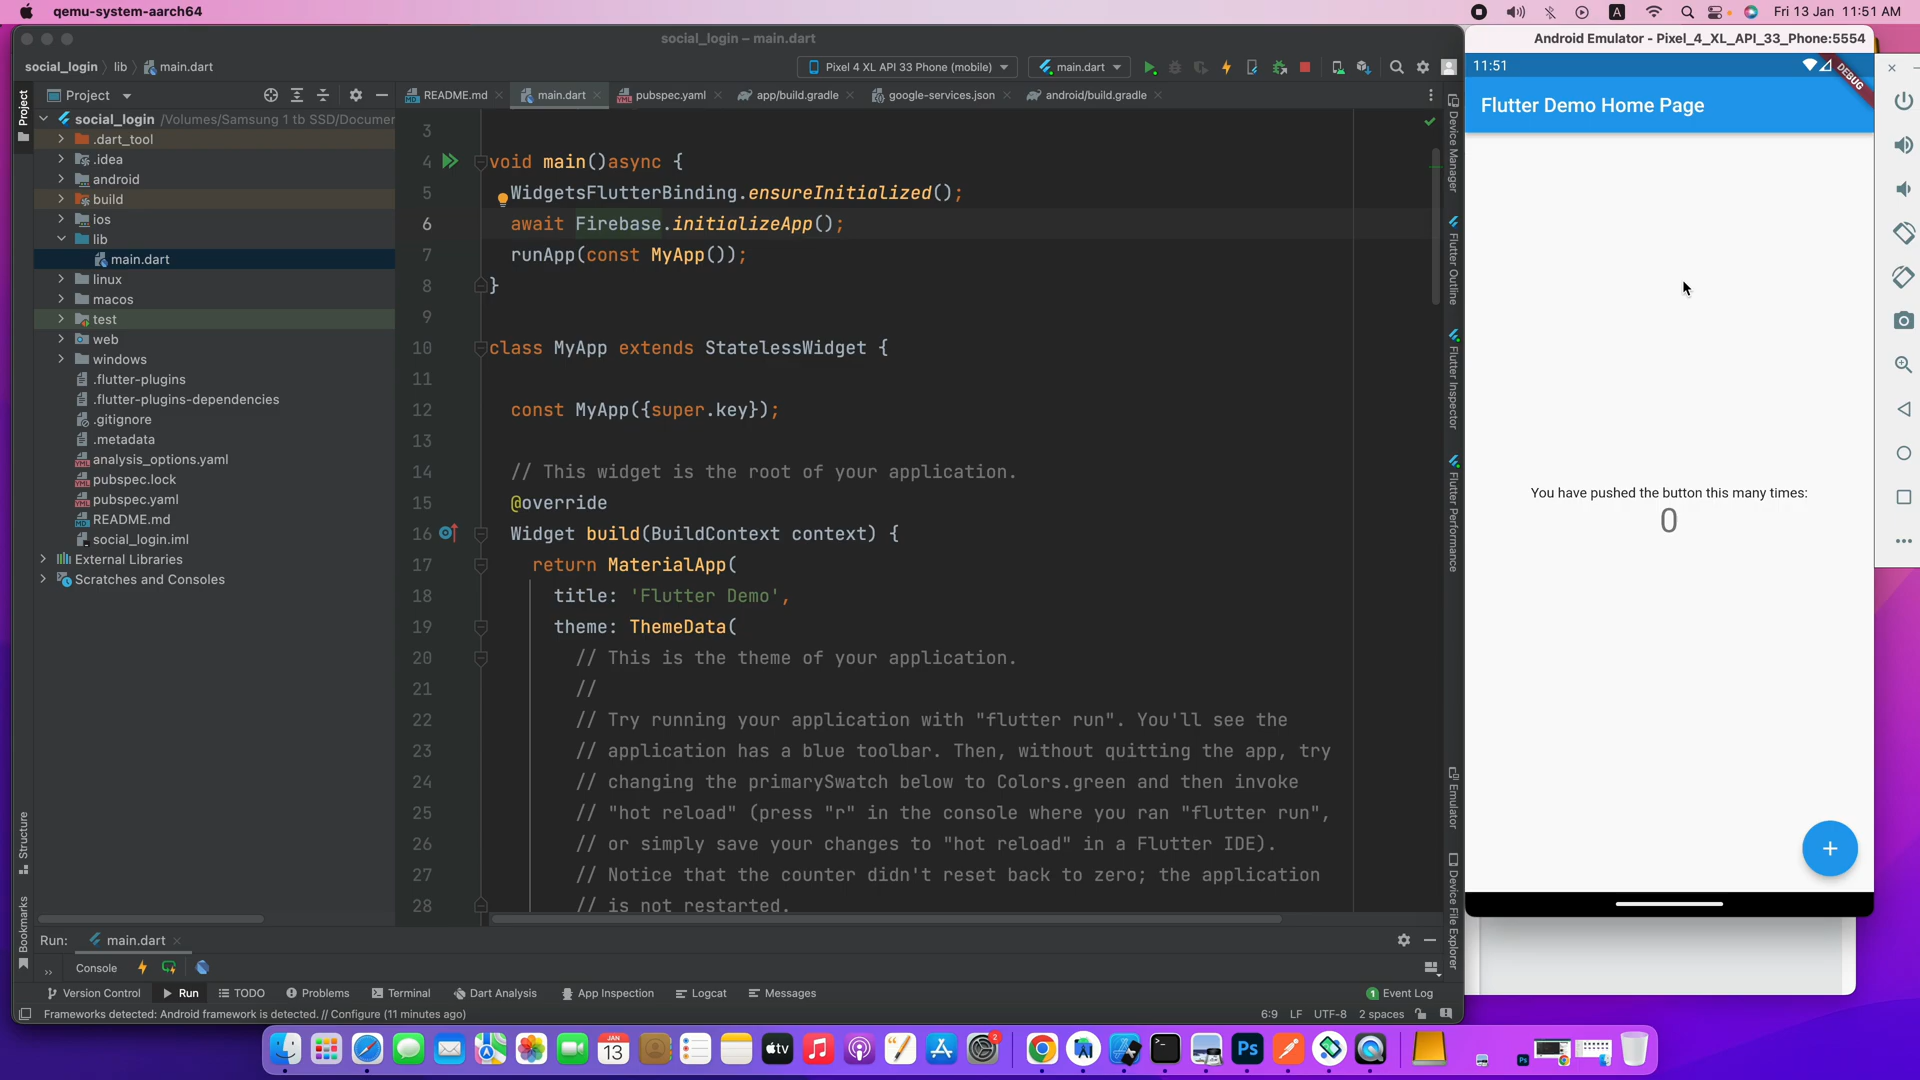 qemu-system-aarch64
Fri 13 Jan 11:51 AM
social_login – main.dart
social_login
lib
main.dart
Pixel 4 XL API 33 Phone (mobile)
main.dart
Project
README.md
main.dart
pubspec.yaml
app/build.gradle
google-services.json
android/build.gradle
social_login /Volumes/Samsung 1 tb SSD/Documen
.dart_tool
.idea
android
build
ios
lib
main.dart
linux
macos
test
web
windows
.flutter-plugins
.flutter-plugins-dependencies
.gitignore
.metadata
analysis_options.yaml
pubspec.lock
pubspec.yaml
README.md
social_login.iml
External Libraries
Scratches and Consoles
Project
Structure
Bookmarks
3
4 void main()async {
5 WidgetsFlutterBinding.ensureInitialized();
6 await Firebase.initializeApp();
7 runApp(const MyApp());
8 }
9
10 class MyApp extends StatelessWidget {
11
12 const MyApp({super.key});
13
14 // This widget is the root of your application.
15 @override
16 Widget build(BuildContext context) {
17 return MaterialApp(
18 title: 'Flutter Demo',
19 theme: ThemeData(
20 // This is the theme of your application.
21 //
22 // Try running your application with "flutter run". You'll see the
23 // application has a blue toolbar. Then, without quitting the app, try
24 // changing the primarySwatch below to Colors.green and then invoke
25 // "hot reload" (press "r" in the console where you ran "flutter run",
26 // or simply save your changes to "hot reload" in a Flutter IDE).
27 // Notice that the counter didn't reset back to zero; the application
28 // is not restarted.
Device Manager
Flutter Outline
Flutter Inspector
Flutter Performance
Emulator
Device File Explorer
Run:
main.dart
Console
Version Control
Run
TODO
Problems
Terminal
Dart Analysis
App Inspection
Logcat
Messages
1 Event Log
Frameworks detected: Android framework is detected. // Configure (11 minutes ago)
6:9 LF UTF-8 2 spaces
Android Emulator - Pixel_4_XL_API_33_Phone:5554
11:51
DEBUG
Flutter Demo Home Page
You have pushed the button this many times:
0
JAN
13
tv
2
Ps